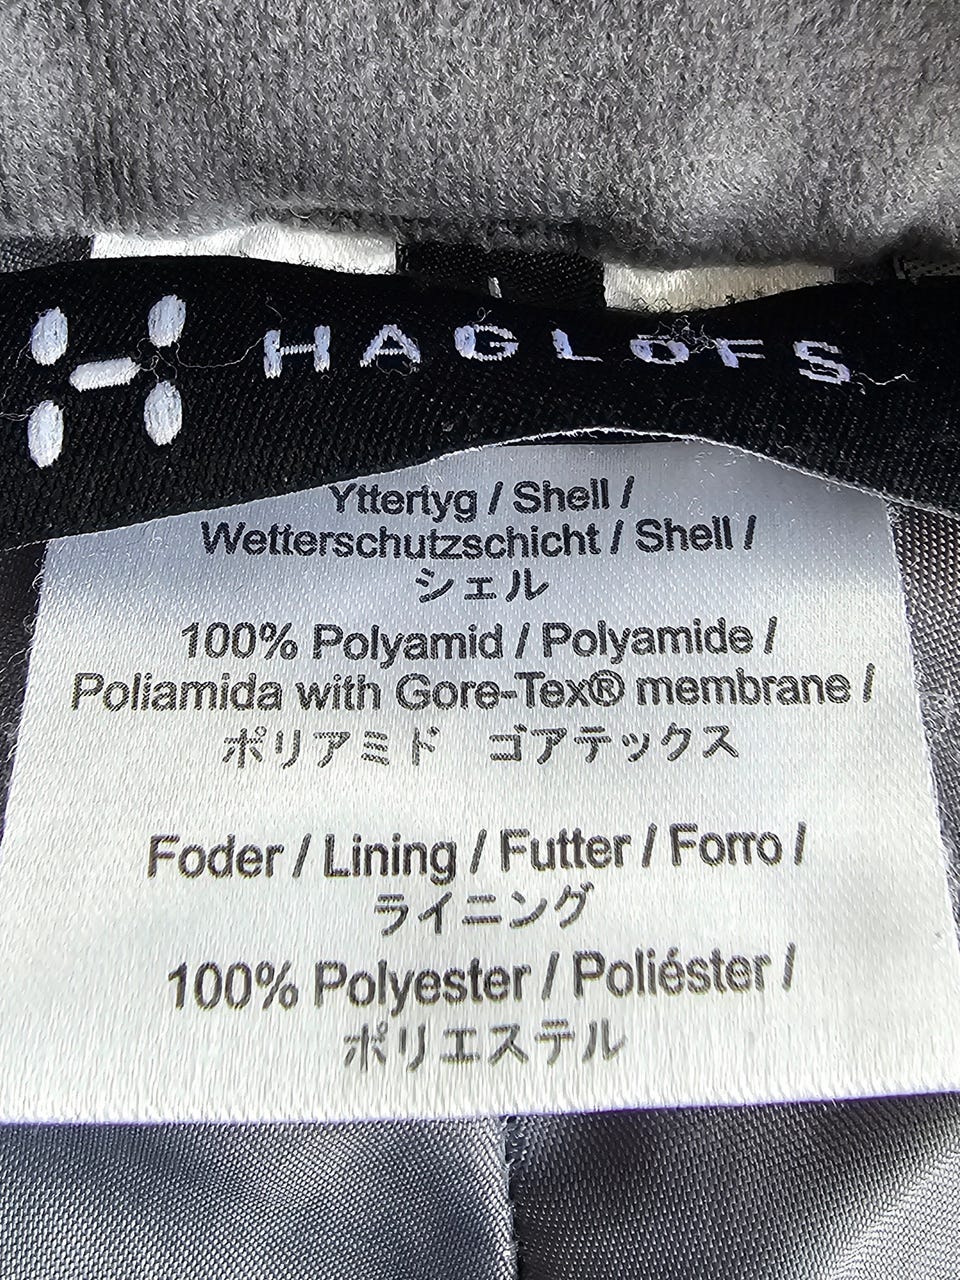 HAGLÖFS
Yttertyg / Shell /
Wetterschutzschicht / Shell /
シェル
100% Polyamid / Polyamide /
Poliamida with Gore-Tex® membrane /
ポリアミド ゴアテックス
Foder / Lining / Futter / Forro /
ライニング
100% Polyester / Poliéster /
ポリエステル